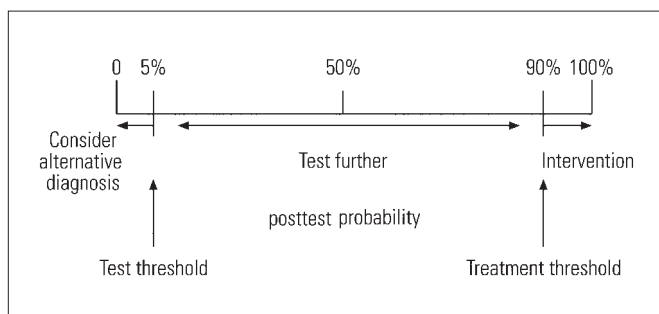 0 5% 50% 90% 100%
Consider
alternative
diagnosis
Test further
Intervention
posttest probability
Test threshold
Treatment threshold